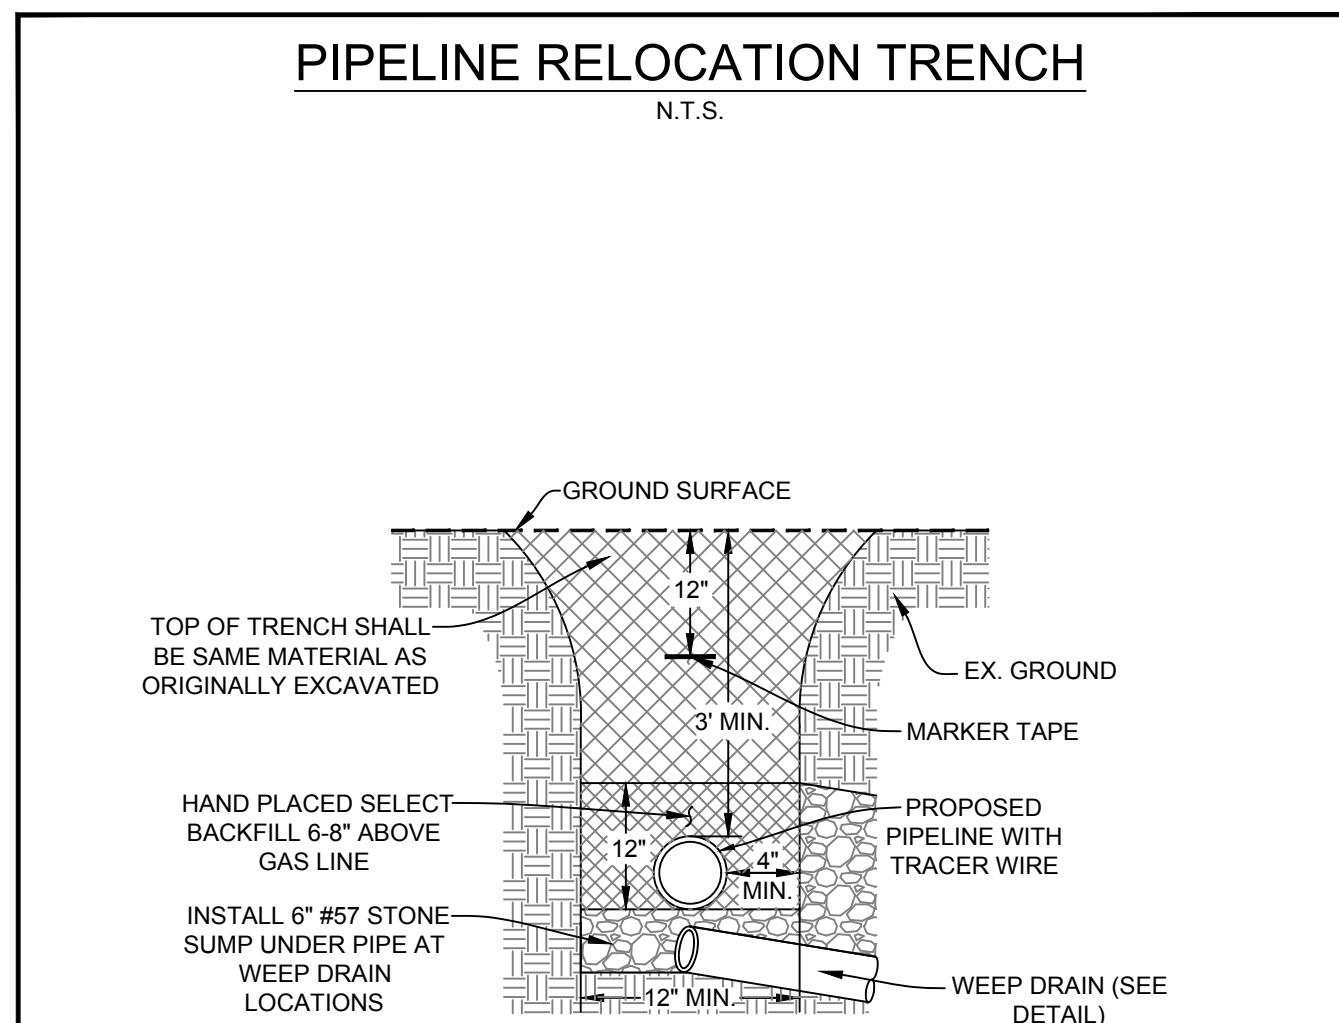 PIPELINE RELOCATION TRENCH
N.T.S.
GROUND SURFACE
12"
TOP OF TRENCH SHALL
BE SAME MATERIAL AS
ORIGINALLY EXCAVATED
EX. GROUND
3' MIN.
MARKER TAPE
HAND PLACED SELECT
BACKFILL 6-8" ABOVE
GAS LINE
12"
PROPOSED
PIPELINE WITH
TRACER WIRE
4"
MIN.
INSTALL 6" #57 STONE
SUMP UNDER PIPE AT
WEEP DRAIN
LOCATIONS
12" MIN.
WEEP DRAIN (SEE
DETAIL)